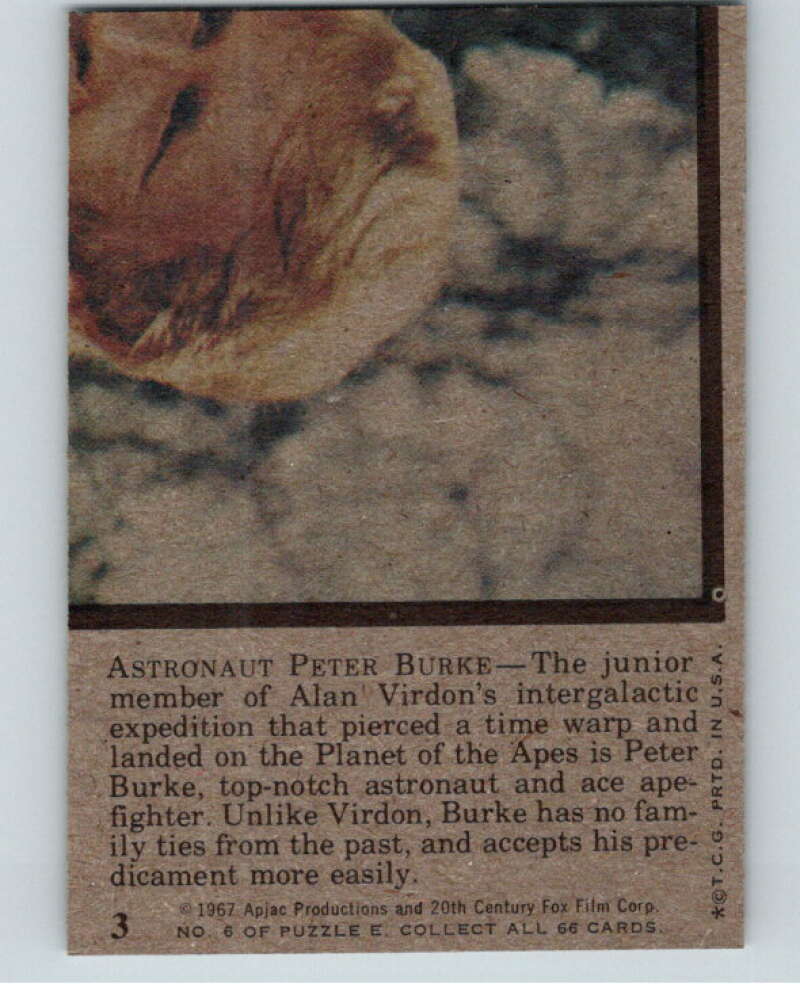 ASTRONAUT PETER BURKE—The junior
member of Alan Virdon's intergalactic
expedition that pierced a time warp and
landed on the Planet of the Apes is Peter
Burke, top-notch astronaut and ace ape-
fighter. Unlike Virdon, Burke has no fam-
ily ties from the past, and accepts his pre-
dicament more easily.
3
© 1967 Apjac Productions and 20th Century Fox Film Corp.
NO. 6 OF PUZZLE E. COLLECT ALL 66 CARDS.
*©T.C.G. PRTD. IN U.S.A.